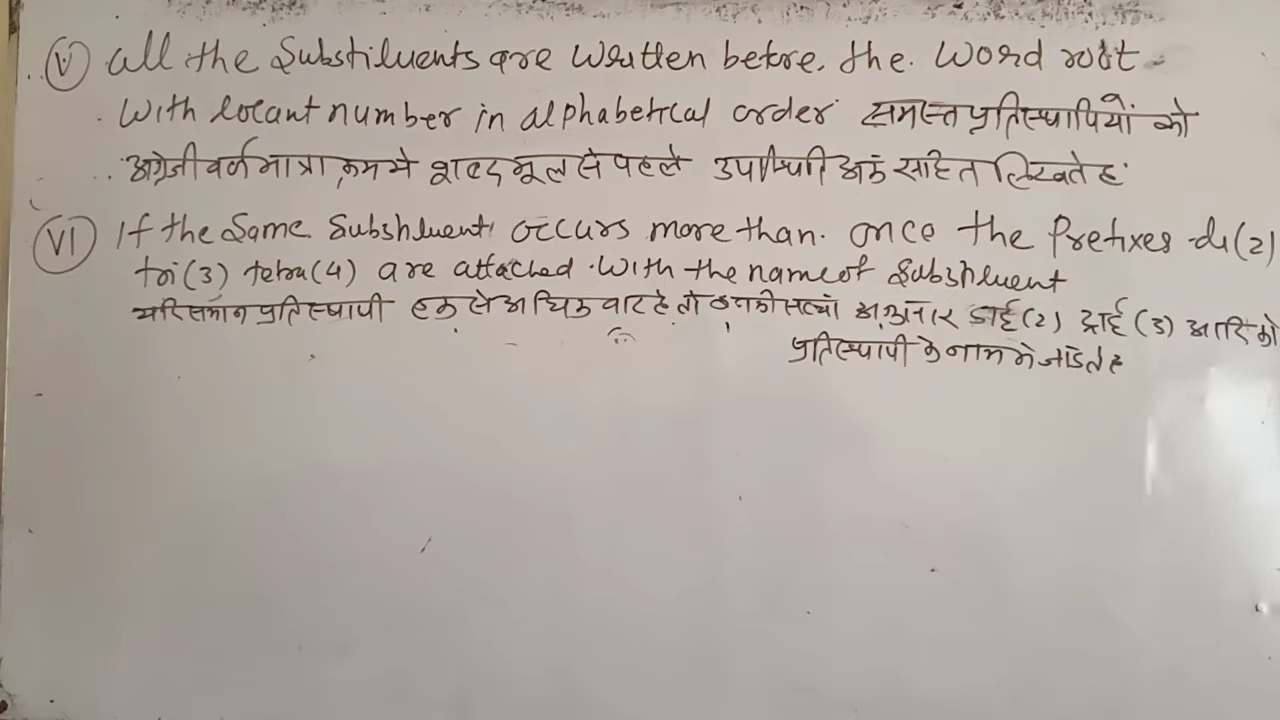 (V) All the Substituents are written before. the. word root
with locant number in alphabetical order समस्त प्रतिस्थापियों को
अंग्रेजी वर्णमात्रा क्रम मे शब्द मूल से पहले उपस्थिति अंक सहित लिखते है
(VI) If the Same Substituent occurs more than. once the Prefixes di(2)
tri(3) tetra(4) are attached with the name of Substituent
यदि समान प्रतिस्थापी एक से अधिक बार है तो उनकी संख्या अनुसार डाई(2) ट्राई(3) आदि को
प्रतिस्थापी के नाम मे जोडते है